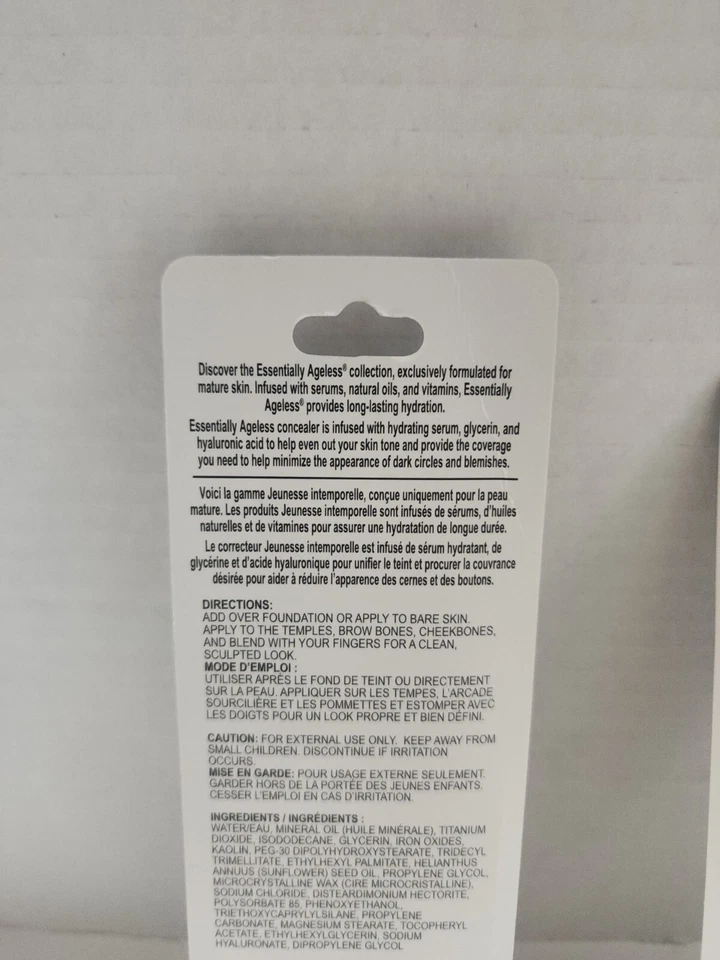 Discover the Essentially Ageless® collection, exclusively formulated for
mature skin. Infused with serums, natural oils, and vitamins, Essentially
Ageless® provides long-lasting hydration.
Essentially Ageless concealer is infused with hydrating serum, glycerin, and
hyaluronic acid to help even out your skin tone and provide the coverage
you need to help minimize the appearance of dark circles and blemishes.
Voici la gamme Jeunesse intemporelle, conçue uniquement pour la peau
mature. Les produits Jeunesse intemporelle sont infusés de sérums, d'huiles
naturelles et de vitamines pour assurer une hydratation de longue durée.
Le correcteur Jeunesse intemporelle est infusé de sérum hydratant, de
glycérine et d'acide hyaluronique pour unifier le teint et procurer la couvrance
désirée pour aider à réduire l'apparence des cernes et des boutons.
DIRECTIONS:
ADD OVER FOUNDATION OR APPLY TO BARE SKIN.
APPLY TO THE TEMPLES, BROW BONES, CHEEKBONES,
AND BLEND WITH YOUR FINGERS FOR A CLEAN,
SCULPTED LOOK.
MODE D'EMPLOI :
UTILISER APRÈS LE FOND DE TEINT OU DIRECTEMENT
SUR LA PEAU. APPLIQUER SUR LES TEMPES, L'ARCADE
SOURCILIÈRE ET LES POMMETTES ET ESTOMPER AVEC
LES DOIGTS POUR UN LOOK PROPRE ET BIEN DÉFINI.
CAUTION: FOR EXTERNAL USE ONLY. KEEP AWAY FROM
SMALL CHILDREN. DISCONTINUE IF IRRITATION
OCCURS.
MISE EN GARDE: POUR USAGE EXTERNE SEULEMENT.
GARDER HORS DE LA PORTÉE DES JEUNES ENFANTS.
CESSER L'EMPLOI EN CAS D'IRRITATION.
INGREDIENTS / INGRÉDIENTS :
WATER/EAU, MINERAL OIL (HUILE MINÉRALE), TITANIUM
DIOXIDE, ISODODECANE, GLYCERIN, IRON OXIDES,
KAOLIN, PEG-30 DIPOLYHYDROXYSTEARATE, TRIDECYL
TRIMELLITATE, ETHYLHEXYL PALMITATE, HELIANTHUS
ANNUUS (SUNFLOWER) SEED OIL, PROPYLENE GLYCOL,
MICROCRYSTALLINE WAX (CIRE MICROCRISTALLINE),
SODIUM CHLORIDE, DISTEARDIMONIUM HECTORITE,
POLYSORBATE 85, PHENOXYETHANOL,
TRIETHOXYCAPRYLYLSILANE, PROPYLENE
CARBONATE, MAGNESIUM STEARATE, TOCOPHERYL
ACETATE, ETHYLHEXYLGLYCERIN, SODIUM
HYALURONATE, DIPROPYLENE GLYCOL